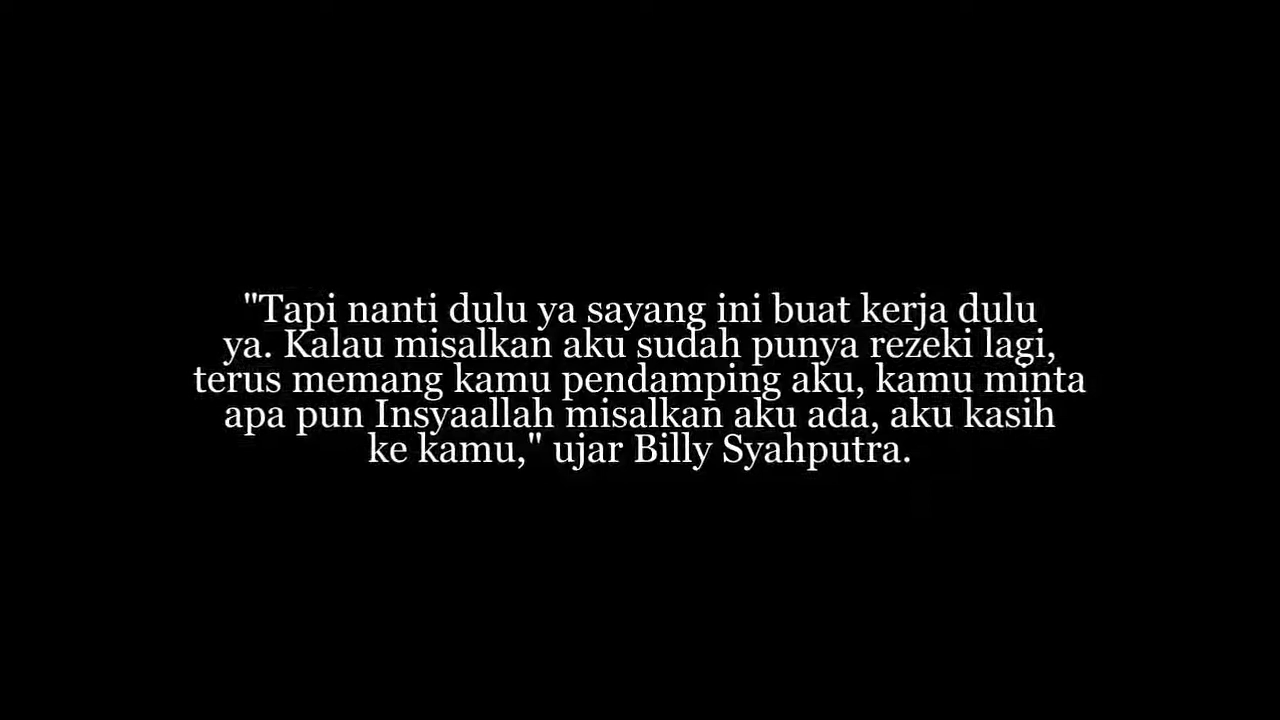 "Tapi nanti dulu ya sayang ini buat kerja dulu
ya. Kalau misalkan aku sudah punya rezeki lagi,
terus memang kamu pendamping aku, kamu minta
apa pun Insyaallah misalkan aku ada, aku kasih
ke kamu," ujar Billy Syahputra.